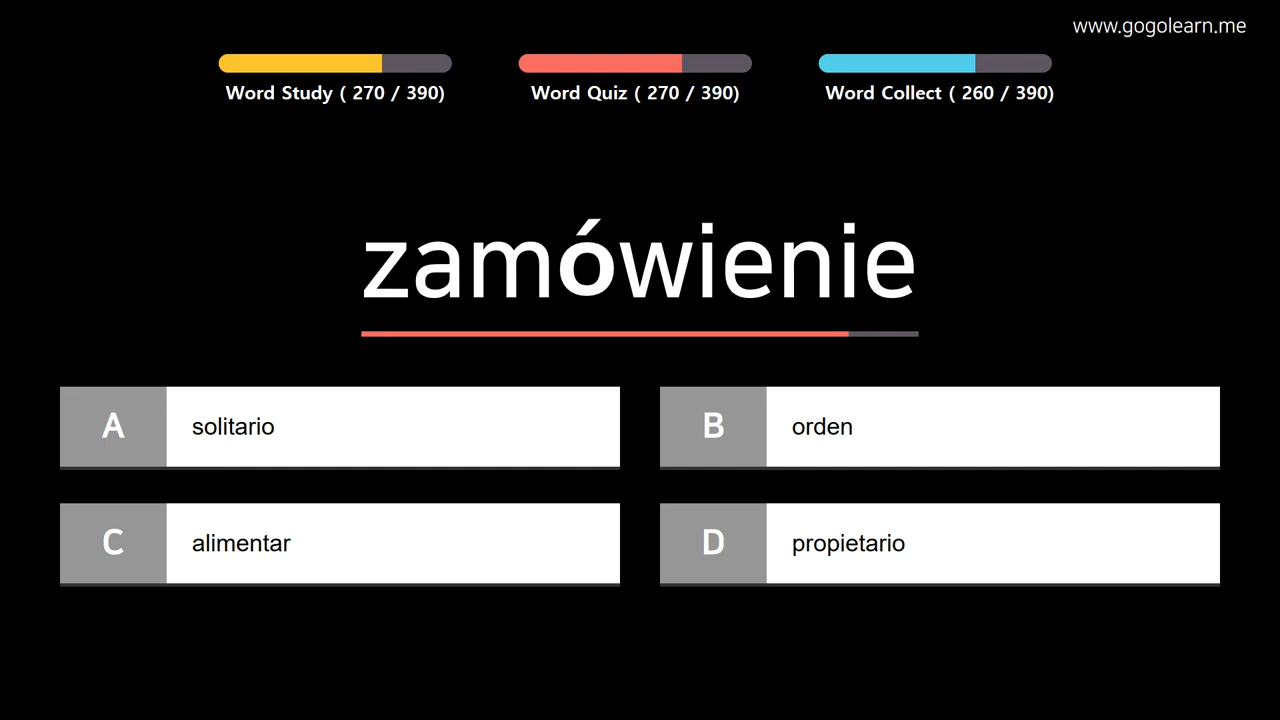 www.gogolearn.me
Word Study ( 270 / 390)
Word Quiz ( 270 / 390)
Word Collect ( 260 / 390)
zamówienie
A solitario
B orden
C alimentar
D propietario